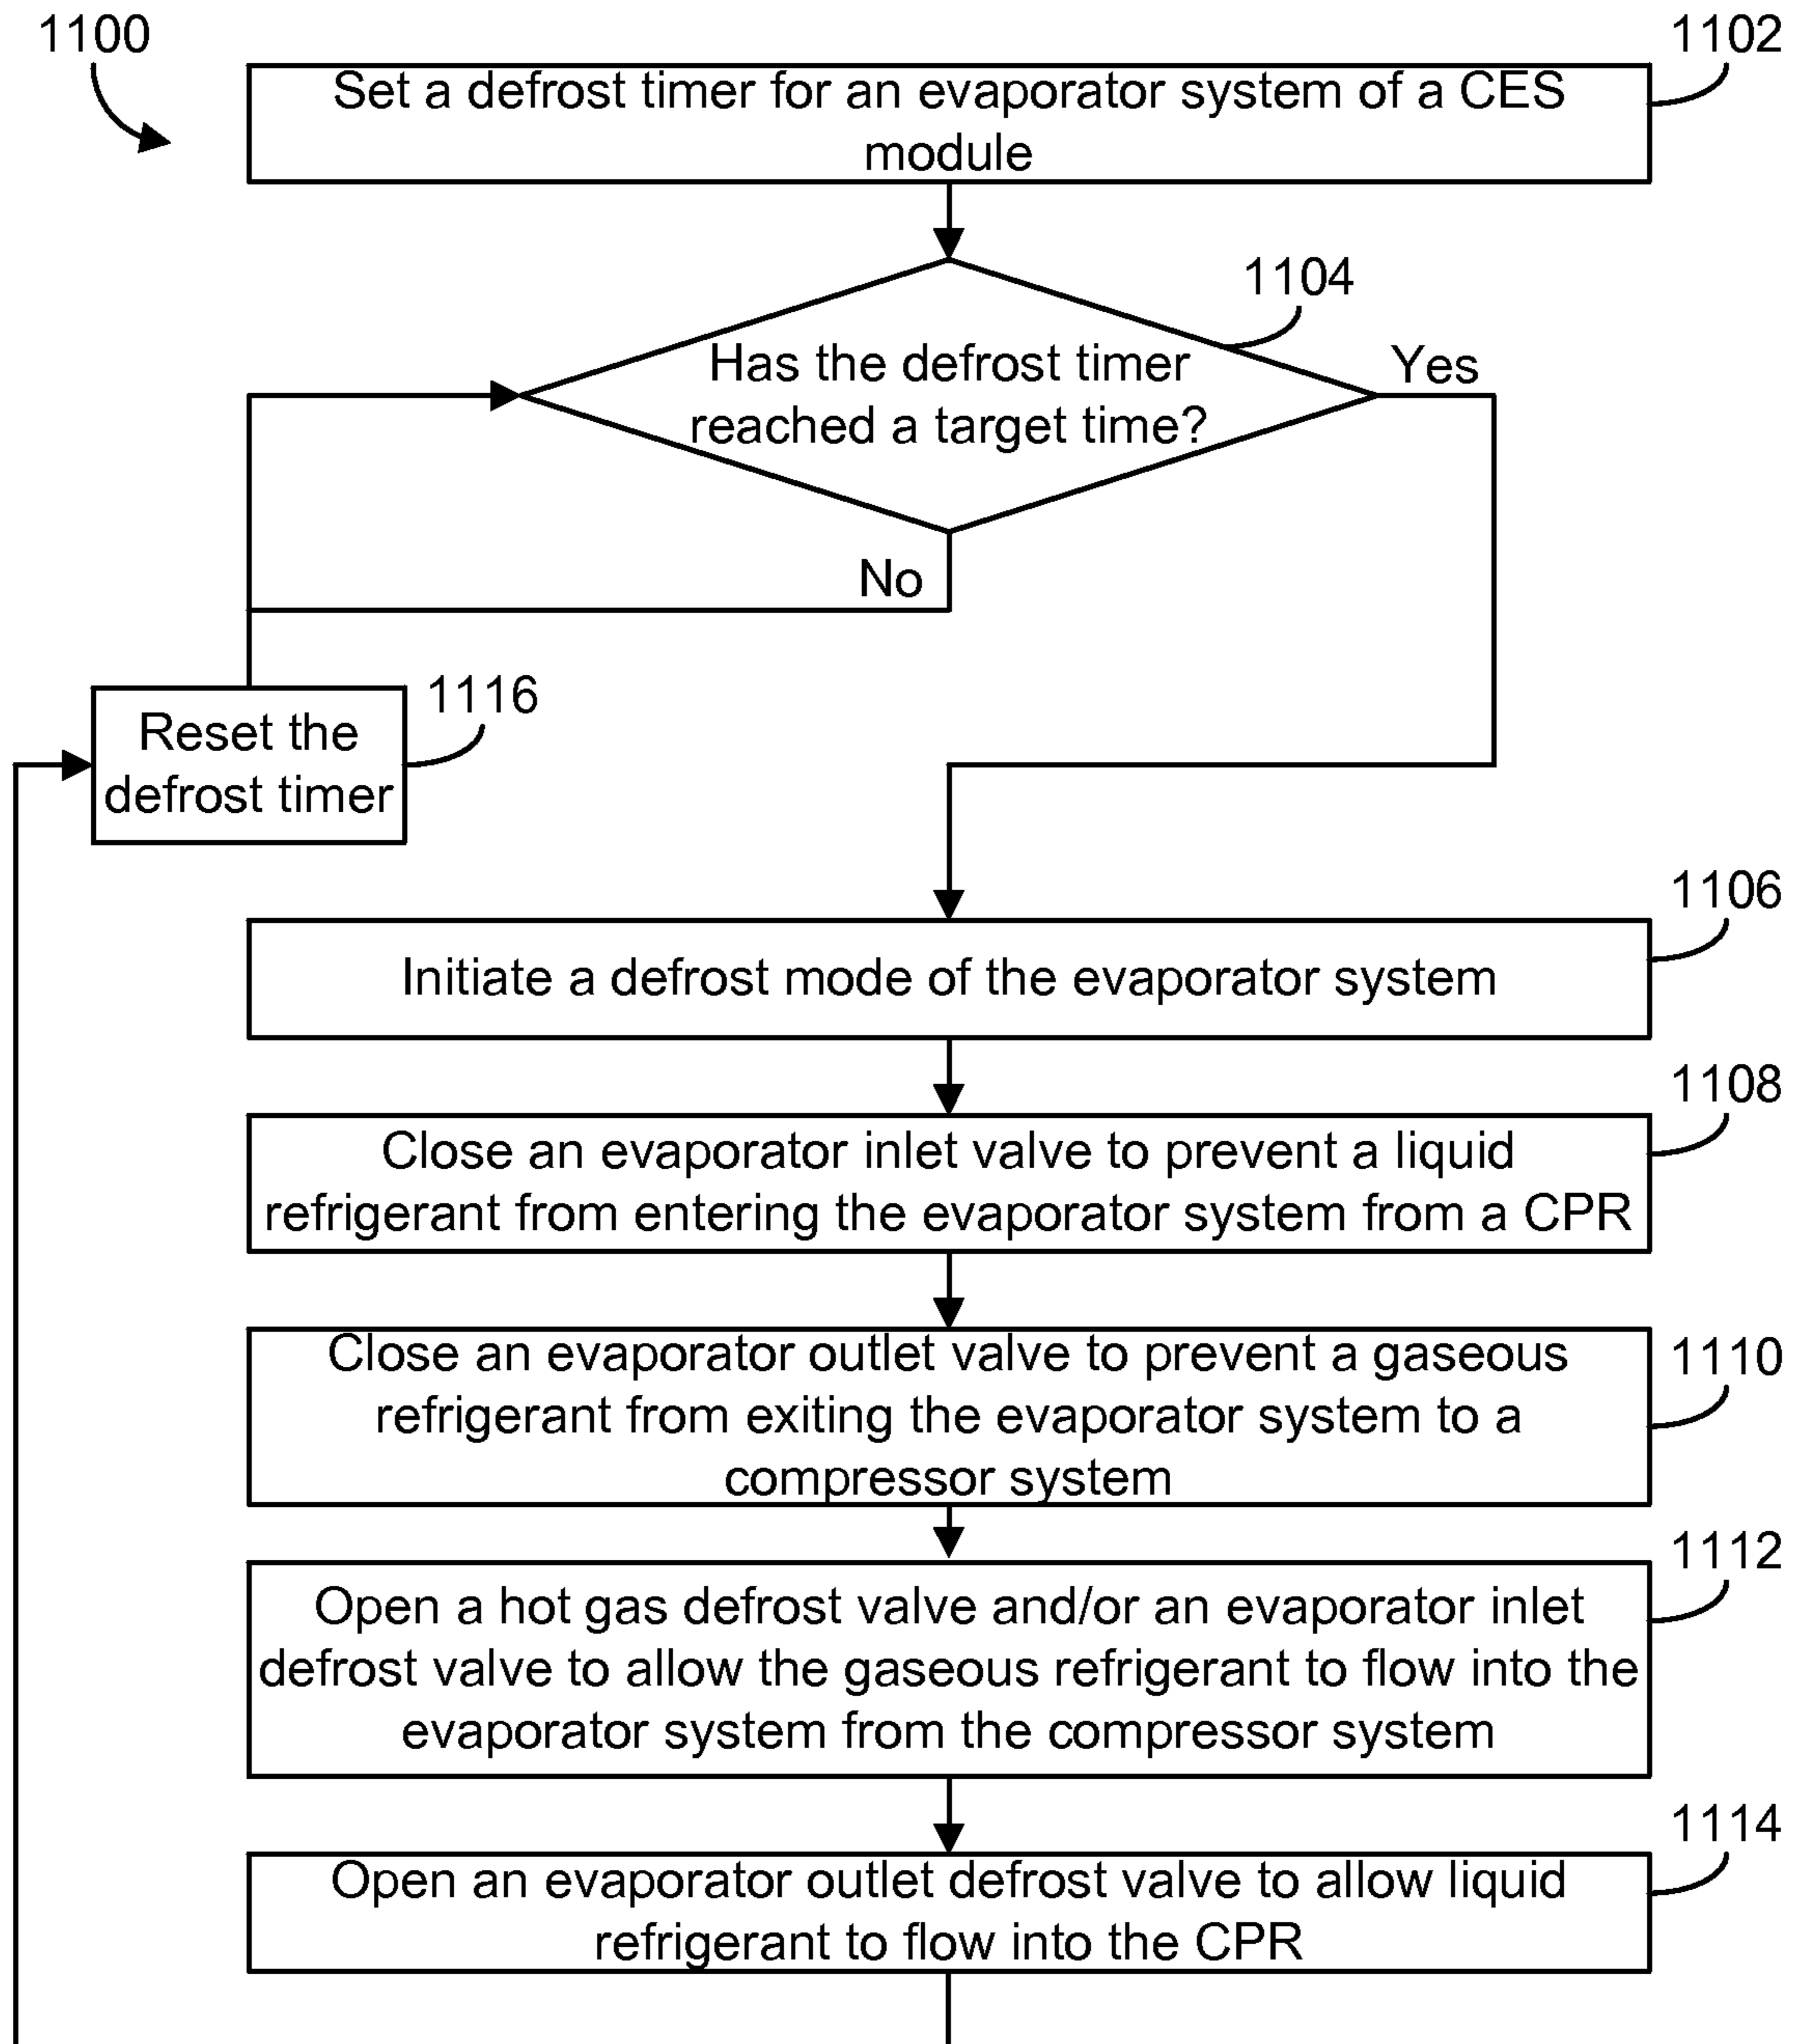 1100
1102
Set a defrost timer for an evaporator system of a CES
module
1104
Has the defrost timer
reached a target time?
Yes
No
1116
Reset the
defrost timer
1106
Initiate a defrost mode of the evaporator system
1108
Close an evaporator inlet valve to prevent a liquid
refrigerant from entering the evaporator system from a CPR
1110
Close an evaporator outlet valve to prevent a gaseous
refrigerant from exiting the evaporator system to a
compressor system
1112
Open a hot gas defrost valve and/or an evaporator inlet
defrost valve to allow the gaseous refrigerant to flow into the
evaporator system from the compressor system
1114
Open an evaporator outlet defrost valve to allow liquid
refrigerant to flow into the CPR